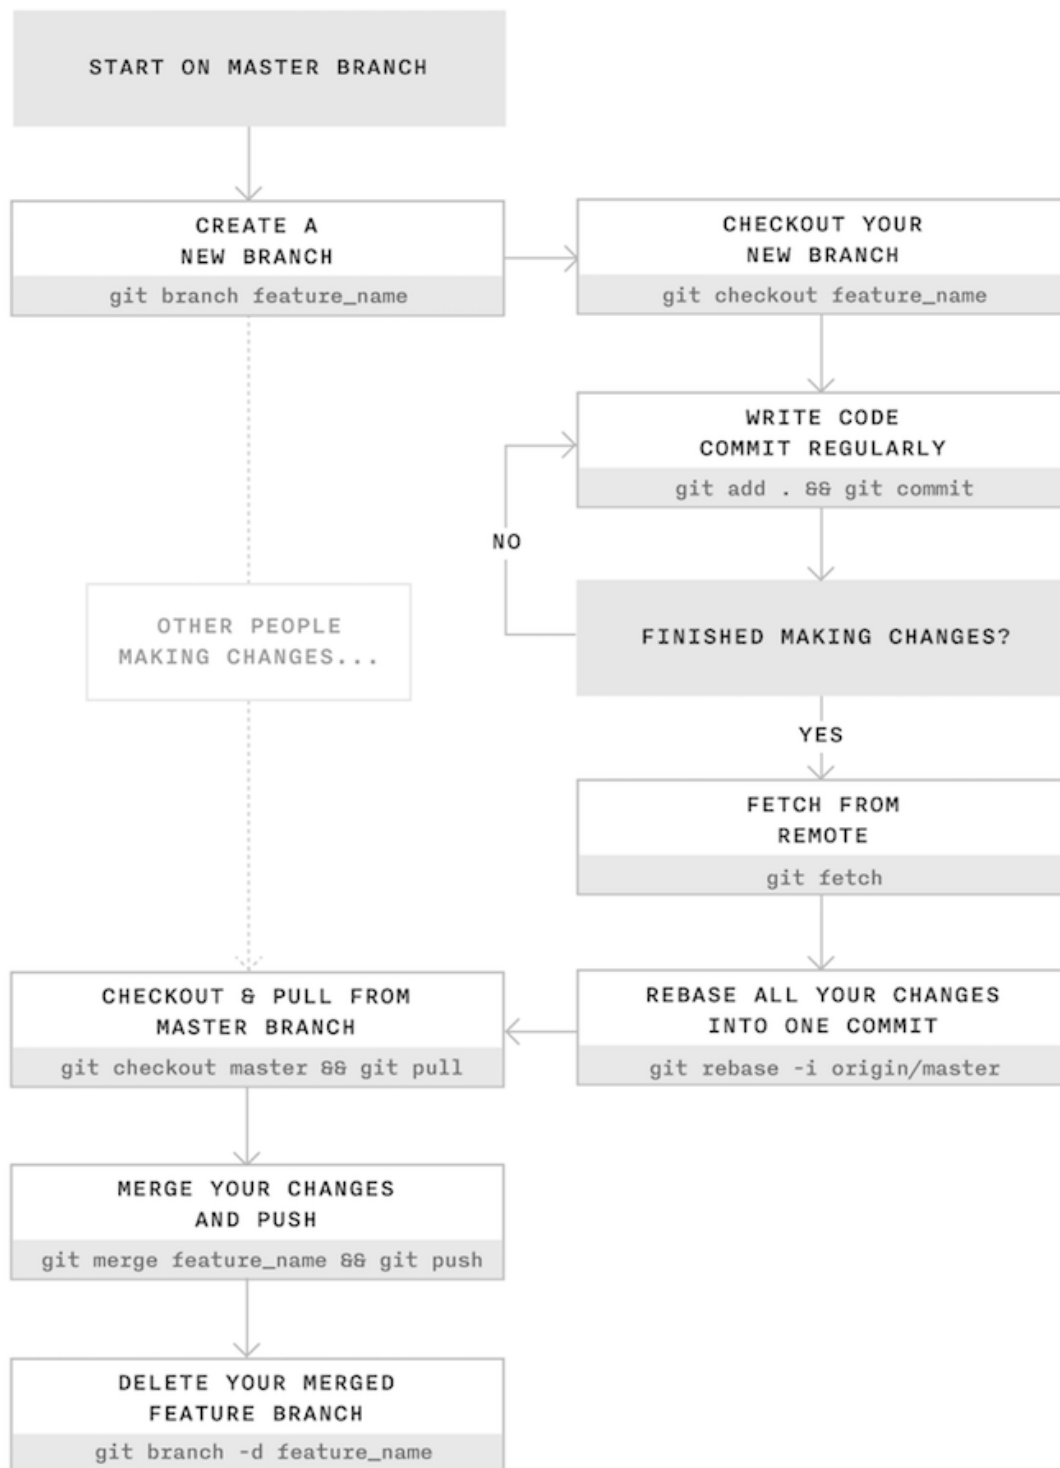 START ON MASTER BRANCH
CREATE A
NEW BRANCH
git branch feature_name
CHECKOUT YOUR
NEW BRANCH
git checkout feature_name
WRITE CODE
COMMIT REGULARLY
git add . && git commit
NO
FINISHED MAKING CHANGES?
OTHER PEOPLE
MAKING CHANGES...
YES
FETCH FROM
REMOTE
git fetch
REBASE ALL YOUR CHANGES
INTO ONE COMMIT
git rebase -i origin/master
CHECKOUT & PULL FROM
MASTER BRANCH
git checkout master && git pull
MERGE YOUR CHANGES
AND PUSH
git merge feature_name && git push
DELETE YOUR MERGED
FEATURE BRANCH
git branch -d feature_name